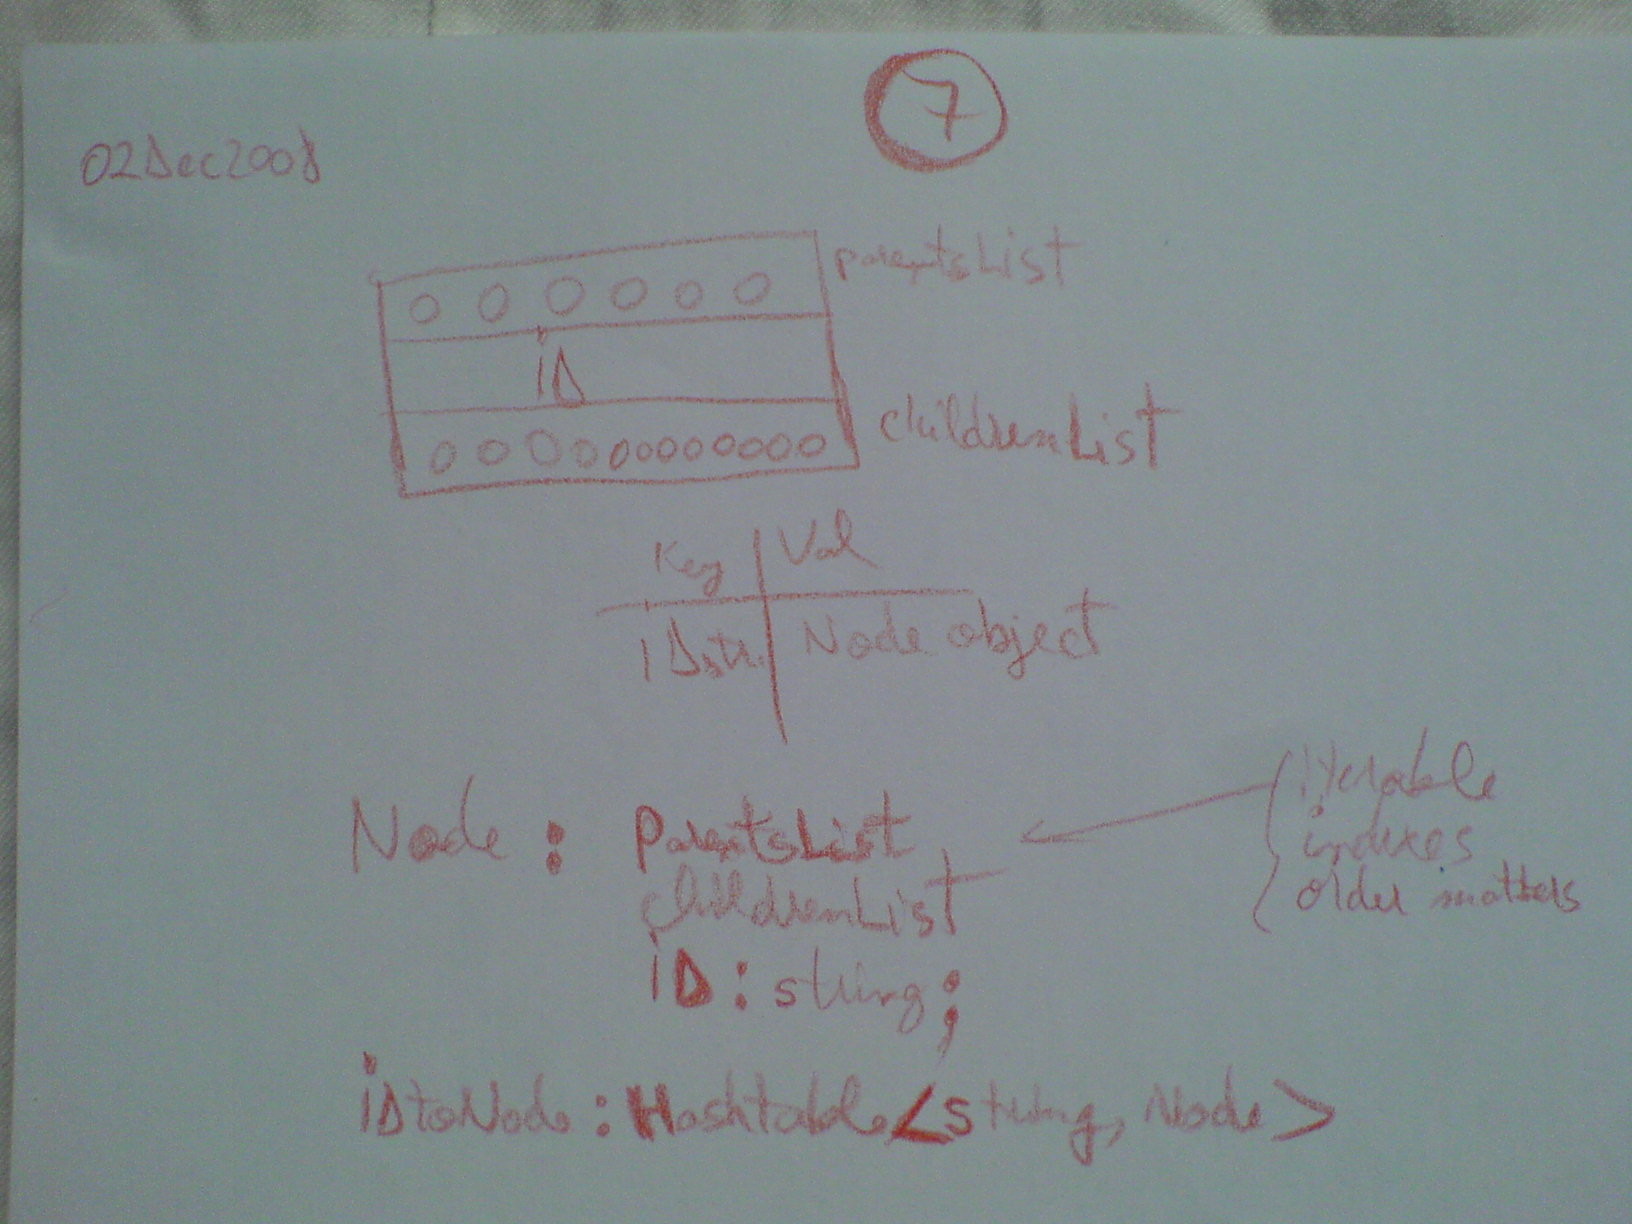 7
02Dec2008
parentsList
iD
childrenList
Key Val
IDstr. Node object
Node : ParentsList
childrenList
iD : string ;
iterable
indexes
order matters
iDtoNode : Hashtable<string, Node>